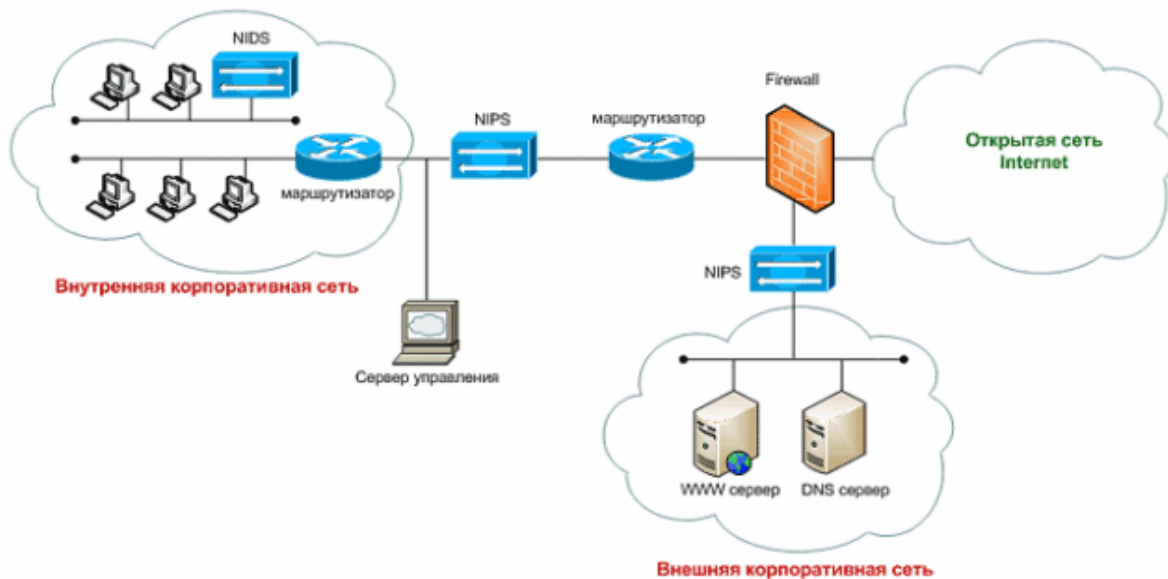 NIDS
Firewall
NIPS
маршрутизатор
Открытая сеть
Internet
маршрутизатор
NIPS
Внутренняя корпоративная сеть
Сервер управления
WWW сервер
DNS сервер
Внешняя корпоративная сеть